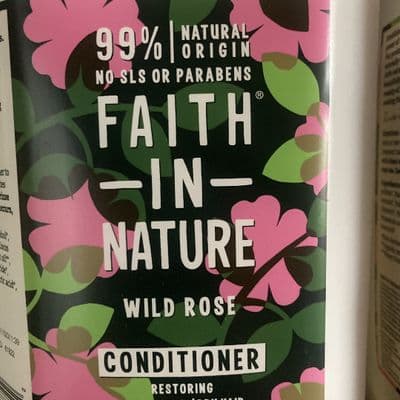 99% NATURAL ORIGIN
NO SLS OR PARABENS
FAITH®
IN
NATURE
WILD ROSE
CONDITIONER
RESTORING